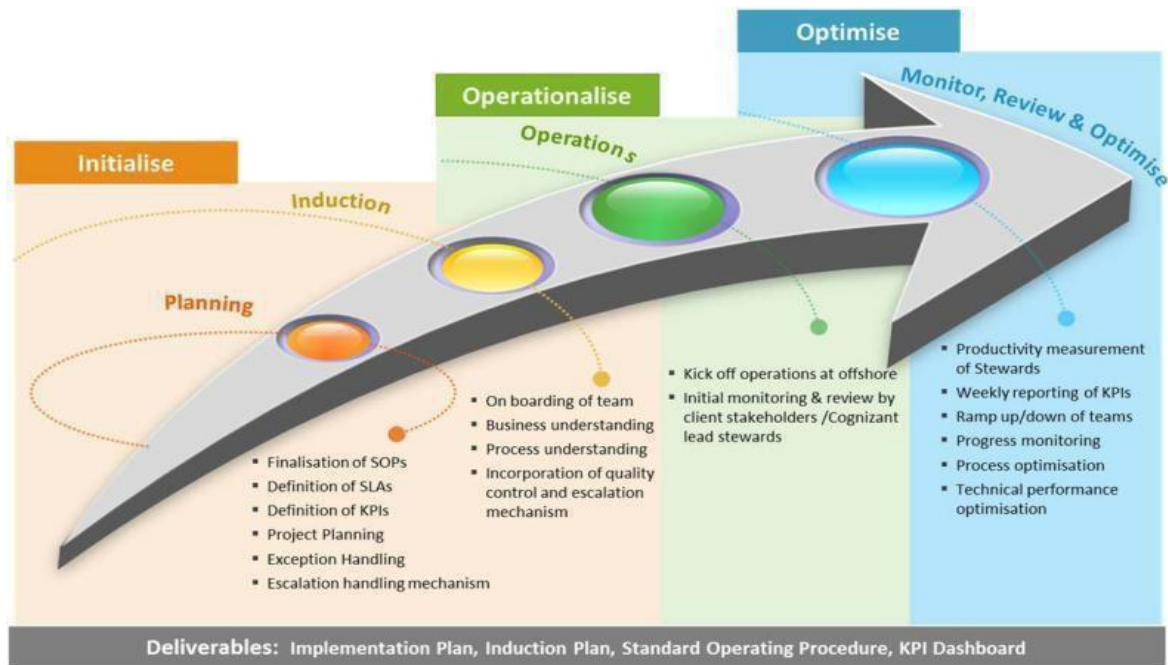 Initialise
Planning
Induction
▪ Finalisation of SOPs
▪ Definition of SLAs
▪ Definition of KPIs
▪ Project Planning
▪ Exception Handling
▪ Escalation handling mechanism
▪ On boarding of team
▪ Business understanding
▪ Process understanding
▪ Incorporation of quality
control and escalation
mechanism
Operationalise
Operations
▪ Kick off operations at offshore
▪ Initial monitoring & review by
client stakeholders /Cognizant
lead stewards
Optimise
Monitor, Review & Optimise
▪ Productivity measurement
of Stewards
▪ Weekly reporting of KPIs
▪ Ramp up/down of teams
▪ Progress monitoring
▪ Process optimisation
▪ Technical performance
optimisation
Deliverables: Implementation Plan, Induction Plan, Standard Operating Procedure, KPI Dashboard